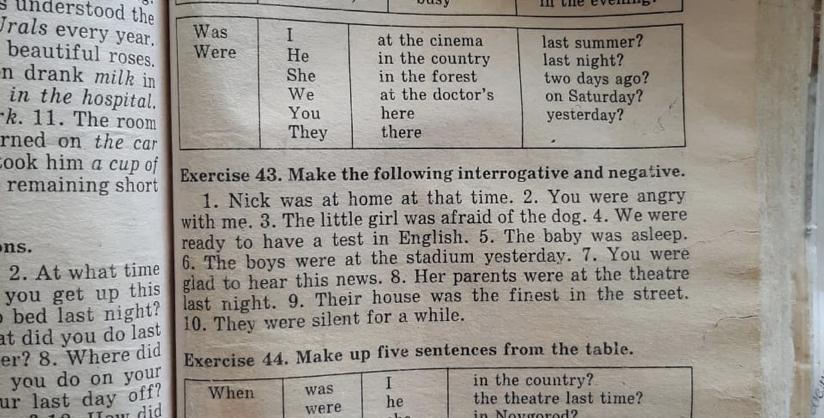 s understood the
Urals every year.
beautiful roses.
n drank milk in
in the hospital.
k. 11. The room
rned on the car
ook him a cup of
remaining short
ns.
2. At what time
you get up this
bed last night?
at did you do last
er? 8. Where did
you do on your
ur last day off?
did
busy
in the evening?
Was I at the cinema last summer?
Were He in the country last night?
She in the forest two days ago?
We at the doctor's on Saturday?
You here yesterday?
They there
Exercise 43. Make the following interrogative and negative.
1. Nick was at home at that time. 2. You were angry
with me. 3. The little girl was afraid of the dog. 4. We were
ready to have a test in English. 5. The baby was asleep.
6. The boys were at the stadium yesterday. 7. You were
glad to hear this news. 8. Her parents were at the theatre
last night. 9. Their house was the finest in the street.
10. They were silent for a while.
Exercise 44. Make up five sentences from the table.
When was I in the country?
were he the theatre last time?
in Novgorod?